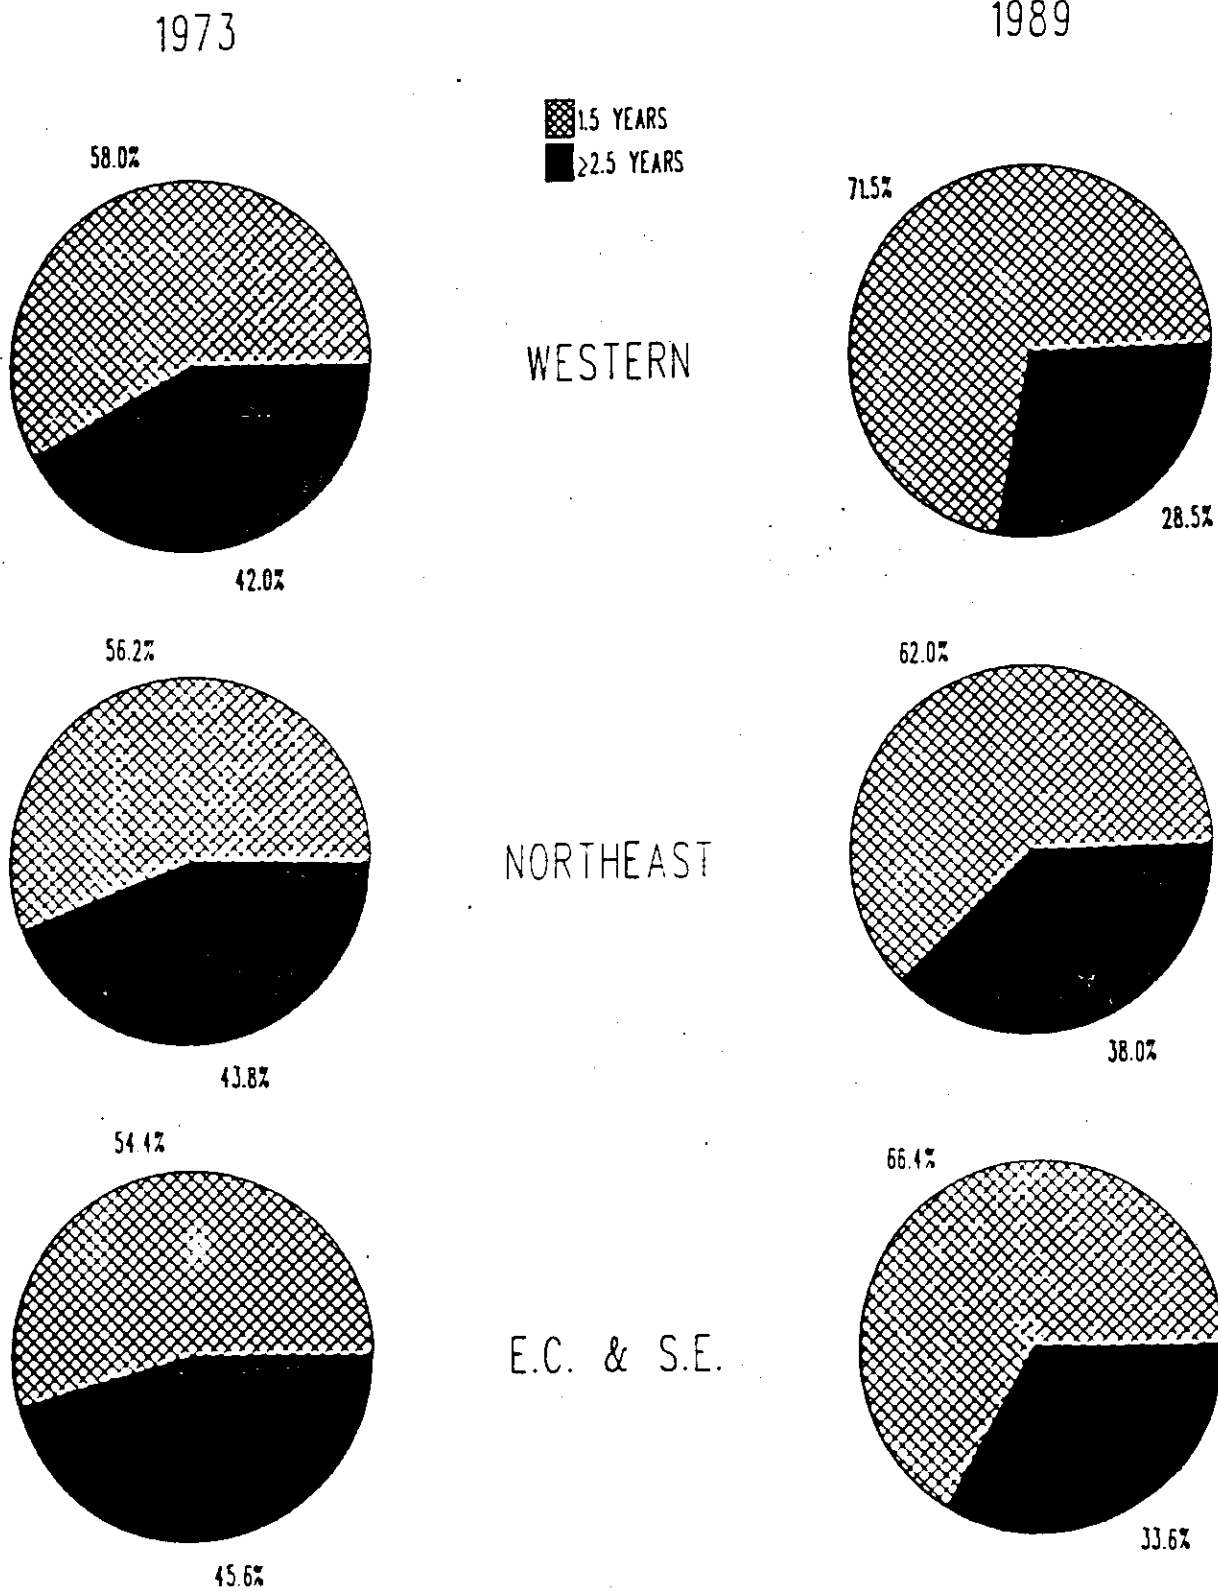 1973
1989
1.5 YEARS
≥2.5 YEARS
58.0%
71.5%
WESTERN
42.0%
28.5%
56.2%
62.0%
NORTHEAST
43.8%
38.0%
54.4%
66.4%
E.C. & S.E.
45.6%
33.6%